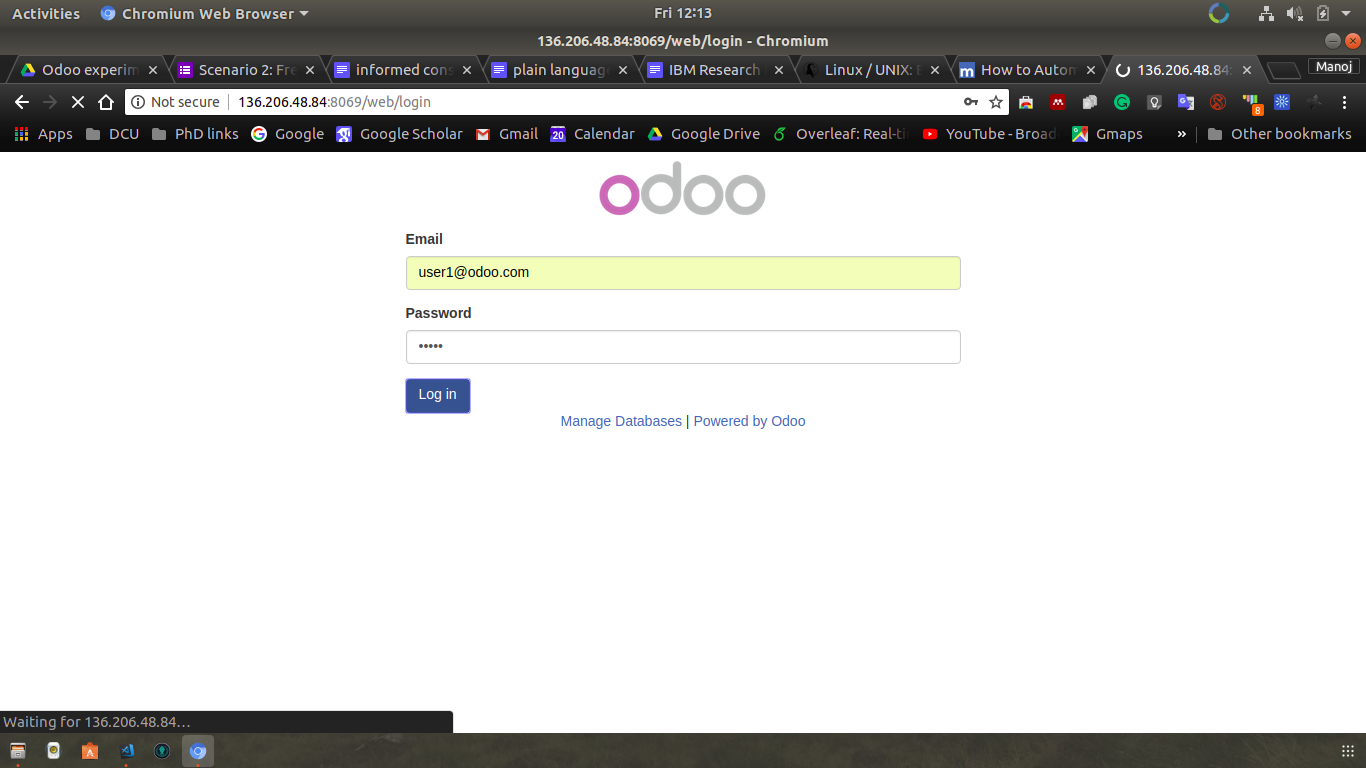 Activities Chromium Web Browser Fri 12:13
136.206.48.84:8069/web/login - Chromium
Odoo experim Scenario 2: Fre informed cons plain language IBM Research Linux / UNIX: How to Autom 136.206.48.84: Manoj
Not secure 136.206.48.84:8069/web/login 8
Apps DCU PhD links Google Google Scholar Gmail 20 Calendar Google Drive Overleaf: Real-ti YouTube - Broad Gmaps » Other bookmarks
odoo
Email
user1@odoo.com
Password
•••••
Log in
Manage Databases | Powered by Odoo
Waiting for 136.206.48.84...